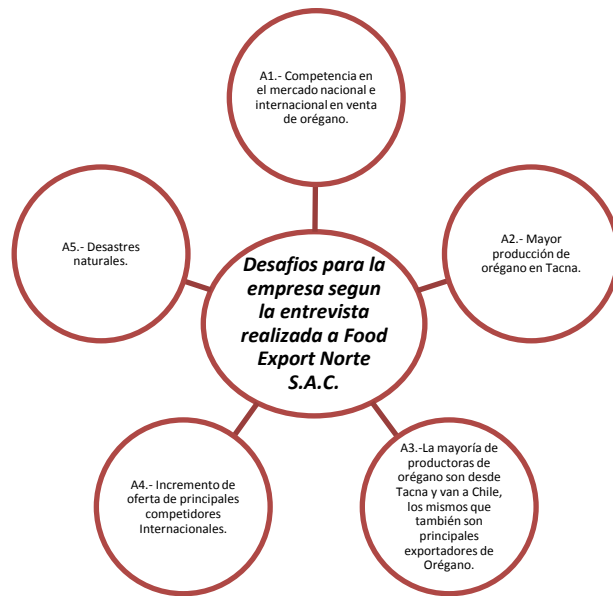 A1.- Competencia en
el mercado nacional e
internacional en venta
de orégano.
A5.- Desastres
naturales.
A2.- Mayor
producción de
orégano en Tacna.
Desafios para la
empresa segun
la entrevista
realizada a Food
Export Norte
S.A.C.
A4.- Incremento de
oferta de principales
competidores
Internacionales.
A3.-La mayoría de
productoras de
orégano son desde
Tacna y van a Chile,
los mismos que
también son
principales
exportadores de
Orégano.